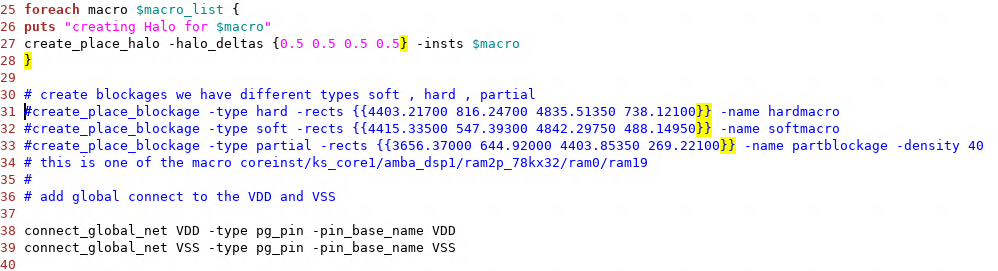 25 foreach macro $macro_list {
26 puts "creating Halo for $macro"
27 create_place_halo -halo_deltas {0.5 0.5 0.5 0.5} -insts $macro
28 }
29
30 # create blockages we have different types soft , hard , partial
31 #create_place_blockage -type hard -rects {{4403.21700 816.24700 4835.51350 738.12100}} -name hardmacro
32 #create_place_blockage -type soft -rects {{4415.33500 547.39300 4842.29750 488.14950}} -name softmacro
33 #create_place_blockage -type partial -rects {{3656.37000 644.92000 4403.85350 269.22100}} -name partblockage -density 40
34 # this is one of the macro coreinst/ks_core1/amba_dsp1/ram2p_78kx32/ram0/ram19
35 #
36 # add global connect to the VDD and VSS
37
38 connect_global_net VDD -type pg_pin -pin_base_name VDD
39 connect_global_net VSS -type pg_pin -pin_base_name VSS
40